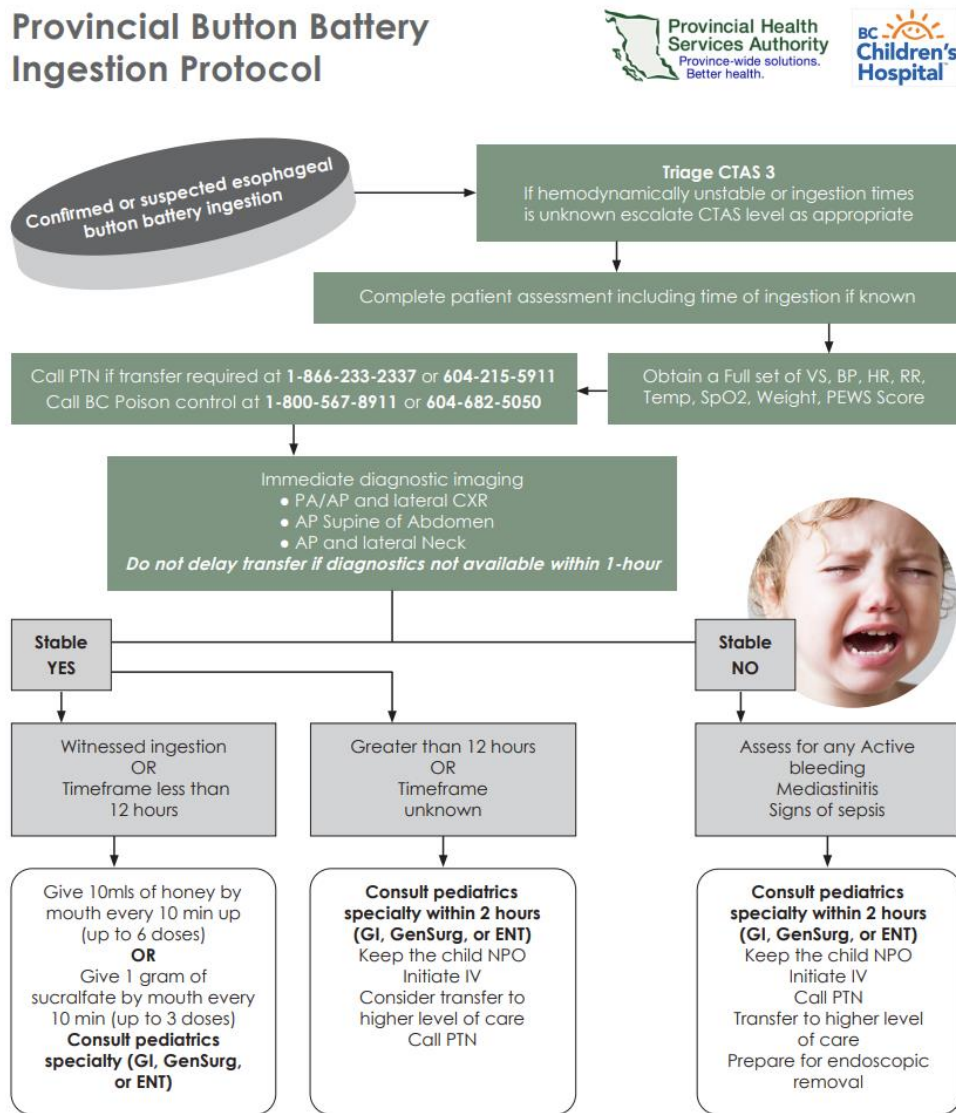 Provincial Button Battery
Ingestion Protocol
Provincial Health
Services Authority
Province-wide solutions.
Better health.
BC
Children's
Hospital
Confirmed or suspected esophageal
button battery ingestion
Triage CTAS 3
If hemodynamically unstable or ingestion times
is unknown escalate CTAS level as appropriate
Complete patient assessment including time of ingestion if known
Call PTN if transfer required at 1-866-233-2337 or 604-215-5911
Call BC Poison control at 1-800-567-8911 or 604-682-5050
Obtain a Full set of VS, BP, HR, RR,
Temp, SpO2, Weight, PEWS Score
Immediate diagnostic imaging
● PA/AP and lateral CXR
● AP Supine of Abdomen
● AP and lateral Neck
Do not delay transfer if diagnostics not available within 1-hour
Stable
YES
Stable
NO
Witnessed ingestion
OR
Timeframe less than
12 hours
Greater than 12 hours
OR
Timeframe
unknown
Assess for any Active
bleeding
Mediastinitis
Signs of sepsis
Give 10mls of honey by
mouth every 10 min up
(up to 6 doses)
OR
Give 1 gram of
sucralfate by mouth every
10 min (up to 3 doses)
Consult pediatrics
specialty (GI, GenSurg,
or ENT)
Consult pediatrics
specialty within 2 hours
(GI, GenSurg, or ENT)
Keep the child NPO
Initiate IV
Consider transfer to
higher level of care
Call PTN
Consult pediatrics
specialty within 2 hours
(GI, GenSurg, or ENT)
Keep the child NPO
Initiate IV
Call PTN
Transfer to higher level
of care
Prepare for endoscopic
removal